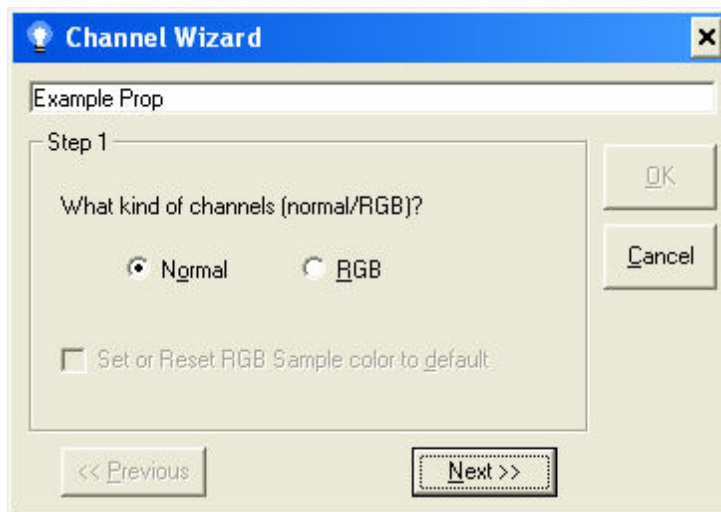 Channel Wizard
Example Prop
Step 1
What kind of channels (normal/RGB)?
Normal
RGB
Set or Reset RGB Sample color to default
OK
Cancel
<< Previous
Next >>